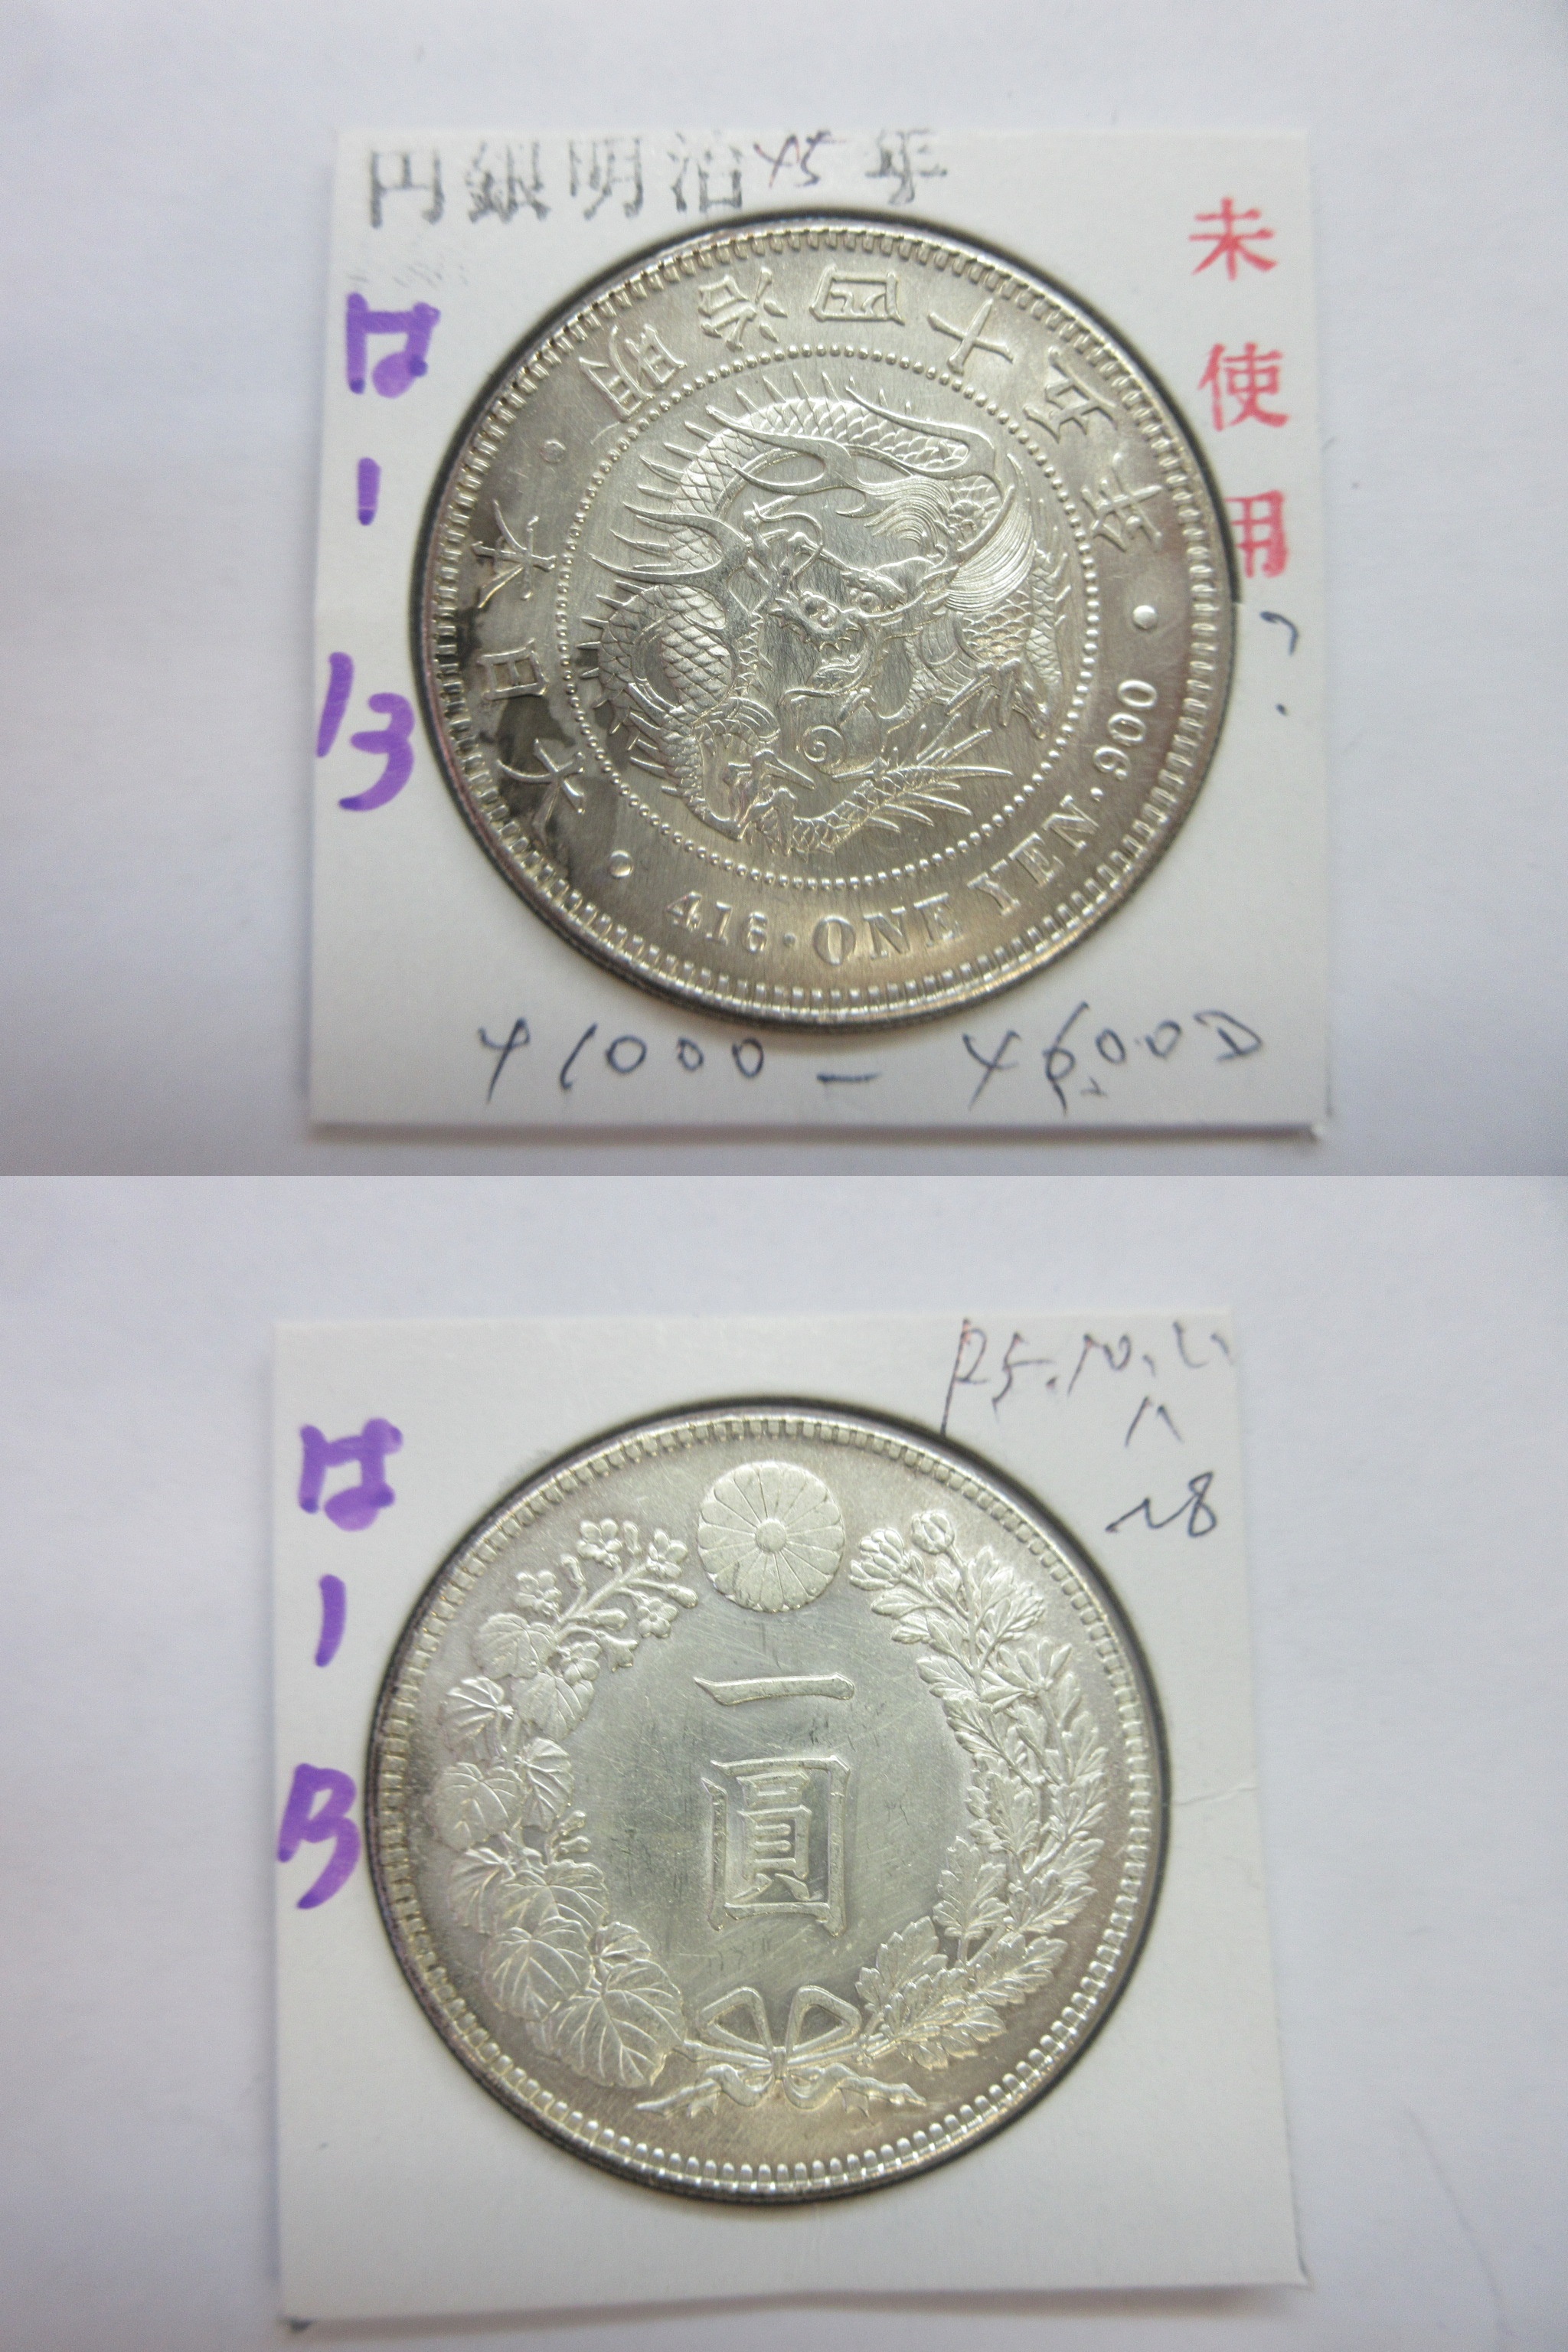 円銀明治45年
未使用?
は-13
大日本・明治四十五年
416・ONE YEN・900
¥1000-
は-13
一圓